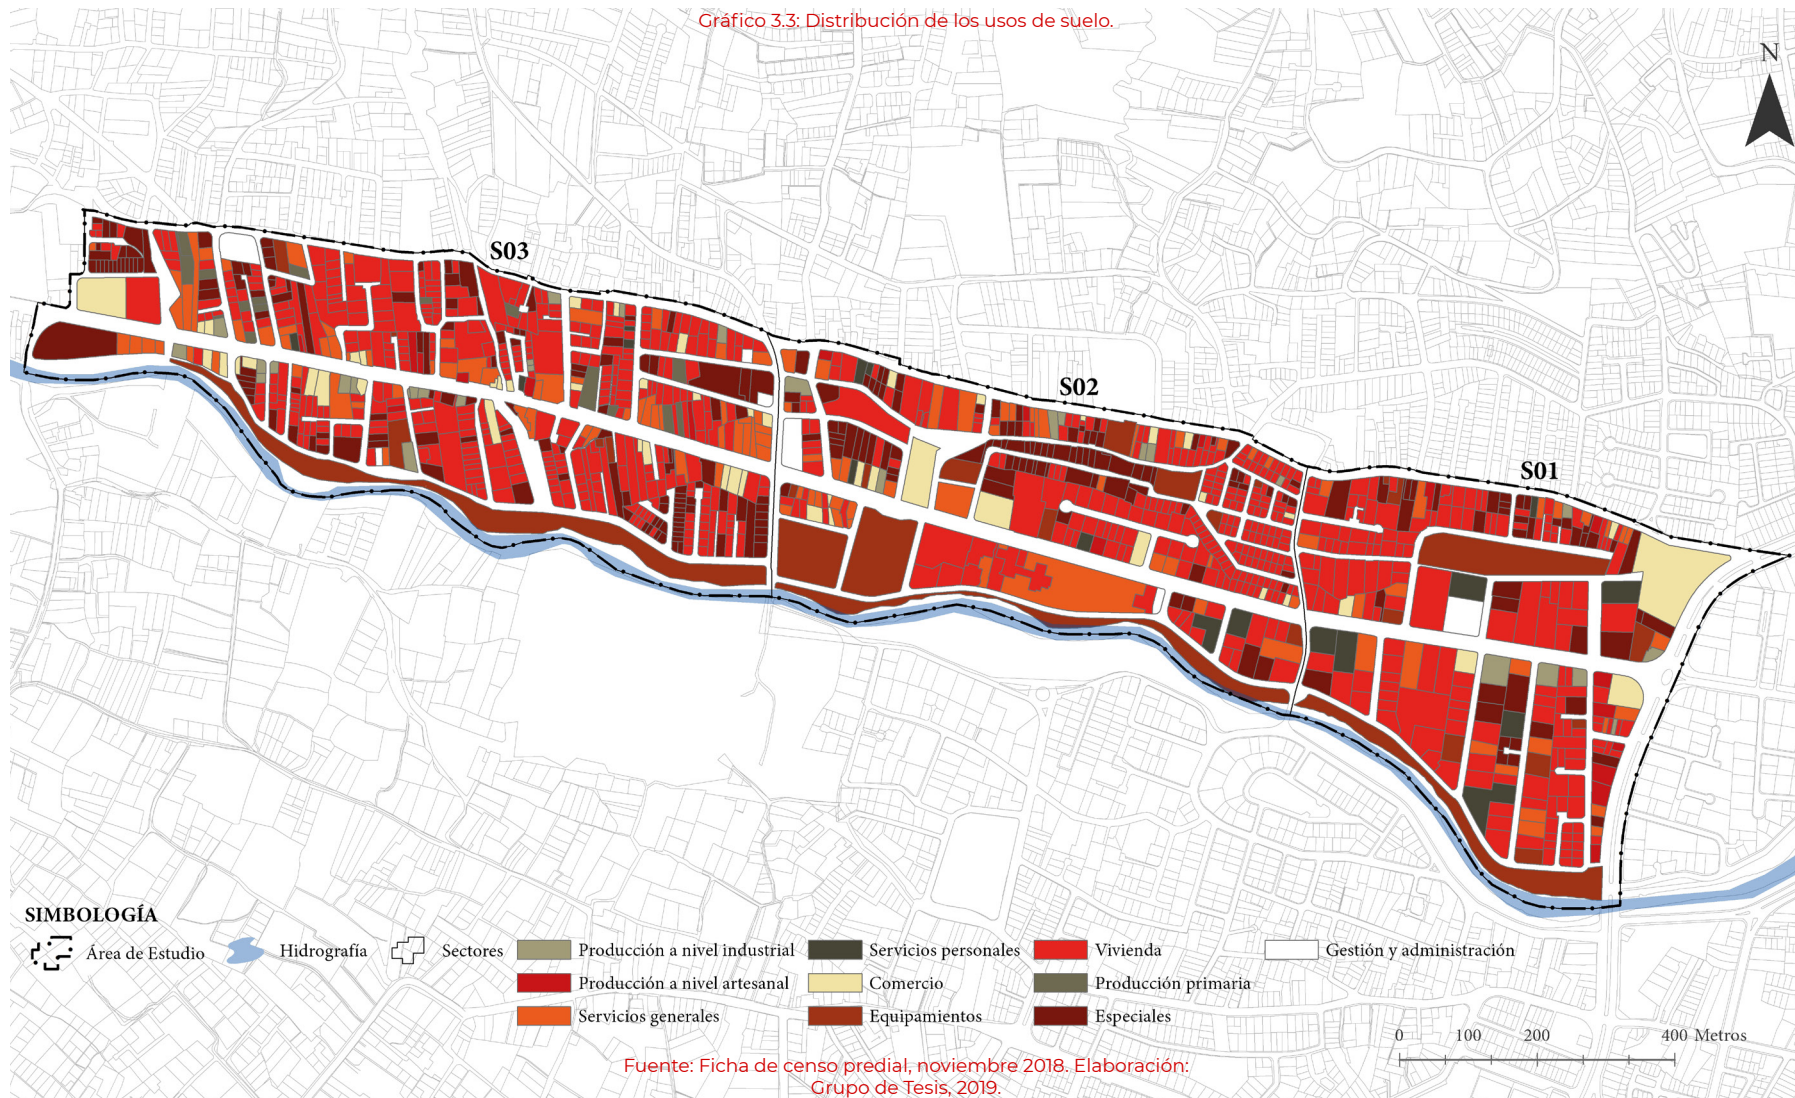 Gráfico 3.3: Distribución de los usos de suelo.
N
S03
S02
S01
SIMBOLOGÍA
Área de Estudio
Hidrografía
Sectores
Producción a nivel industrial
Servicios personales
Vivienda
Gestión y administración
Producción a nivel artesanal
Comercio
Producción primaria
Servicios generales
Equipamientos
Especiales
0 100 200 400 Metros
Fuente: Ficha de censo predial, noviembre 2018. Elaboración:
Grupo de Tesis, 2019.